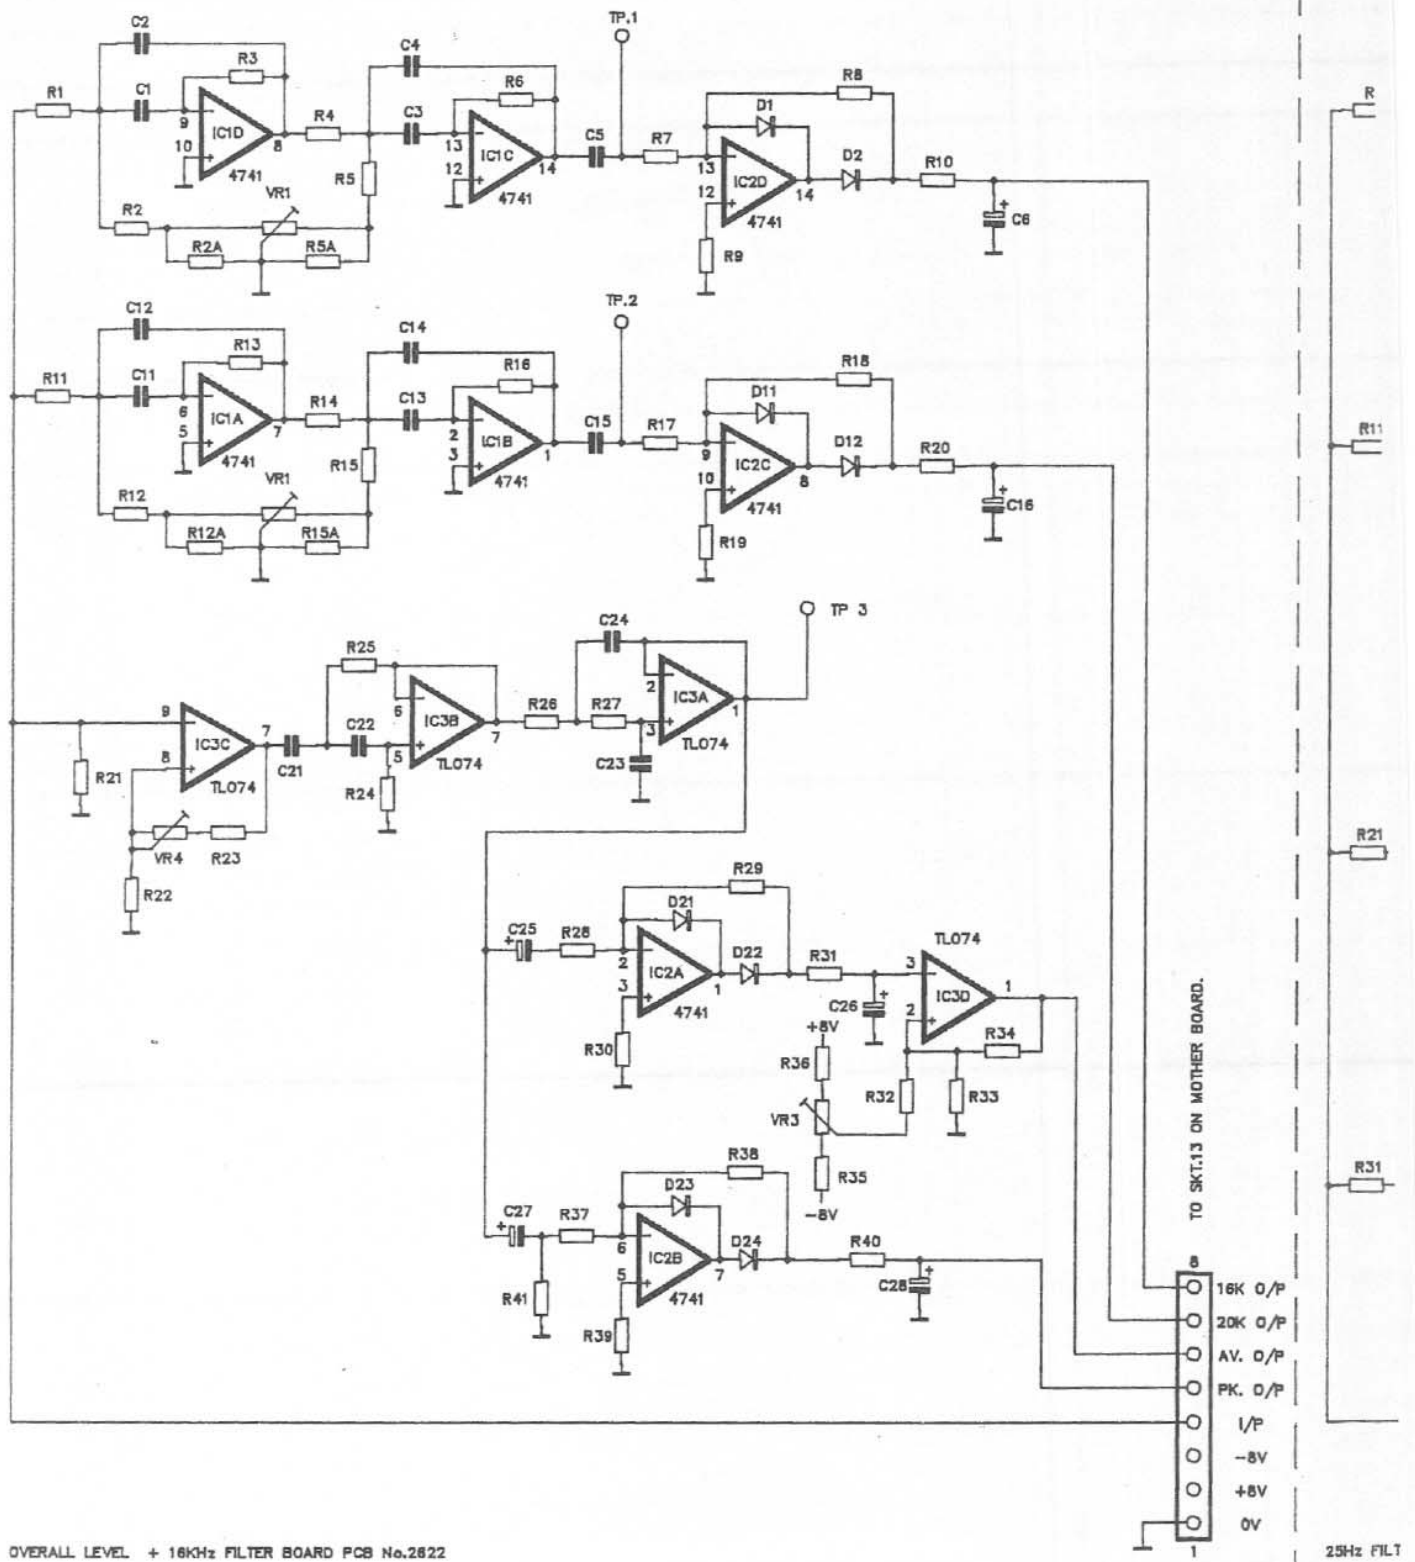 C2
R1
C1
R3
9
10
IC1D
8
4741
R4
C4
C3
R6
13
12
IC1C
14
4741
R5
VR1
R2
R2A
R5A
C5
TP.1
R7
R8
D1
13
12
IC2D
14
4741
D2
R10
R9
C6
+
C12
R11
C11
R13
6
5
IC1A
7
4741
R14
C14
C13
R16
2
3
IC1B
1
4741
R15
VR1
R12
R12A
R15A
C15
TP.2
R17
R18
D11
9
10
IC2C
8
4741
D12
R20
R19
C16
+
R21
9
8
IC3C
7
TL074
VR4
R23
R22
C21
R25
C22
6
5
IC3B
7
TL074
R24
R26
R27
C24
2
3
IC3A
1
TL074
C23
TP 3
C25
+
R28
R29
D21
2
3
IC2A
1
4741
D22
R30
R31
C26
+
TL074
3
2
IC3D
1
R34
R32
R33
+8V
R36
VR3
R35
-8V
C27
+
R41
R37
R38
D23
6
5
IC2B
7
4741
D24
R39
R40
C28
+
TO SKT.13 ON MOTHER BOARD.
8
16K O/P
20K O/P
AV. O/P
PK. O/P
I/P
-8V
+8V
0V
1
R
R11
R21
R31
OVERALL LEVEL + 16KHz FILTER BOARD PCB No.2622
25Hz FILT